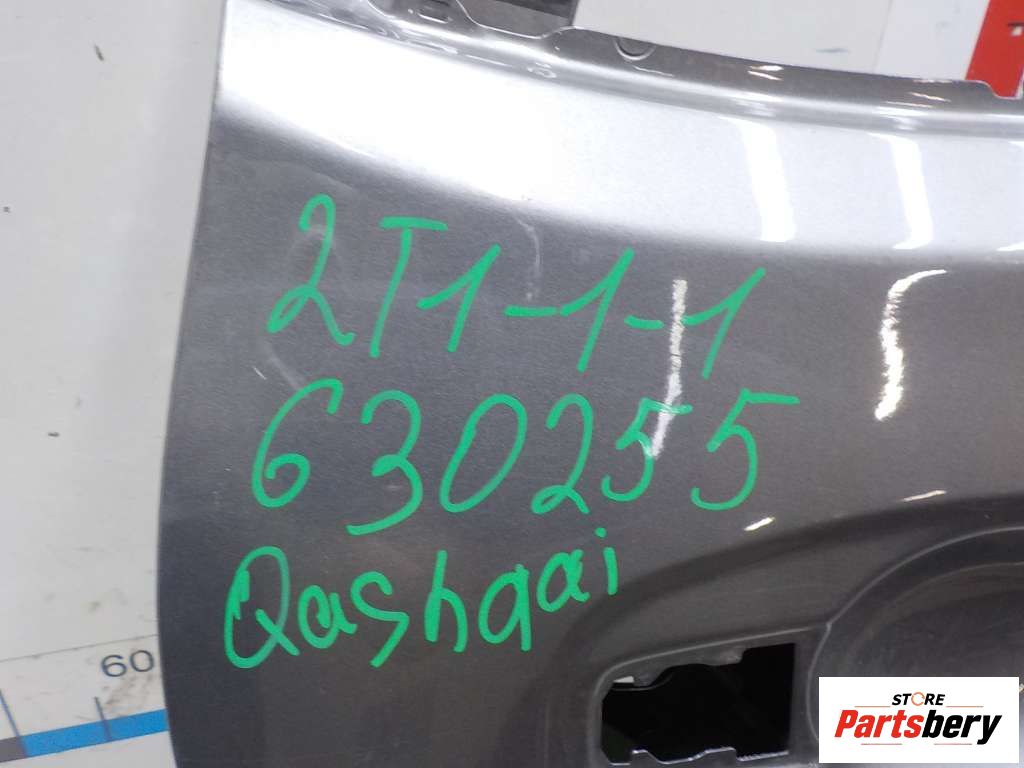 2T1-1-1
630255
Qashqai
60
STORE
Partsbery